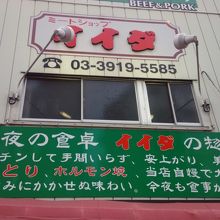 BEEF & PORK
ミートショップ
イイダ
☎ 03-3919-5585
夜の食卓 イイダ の惣
チンして手間いらず、安上がり、美
とり、ホルモン焼 当店自慢で
みにかかせぬ味わい。今夜も食事